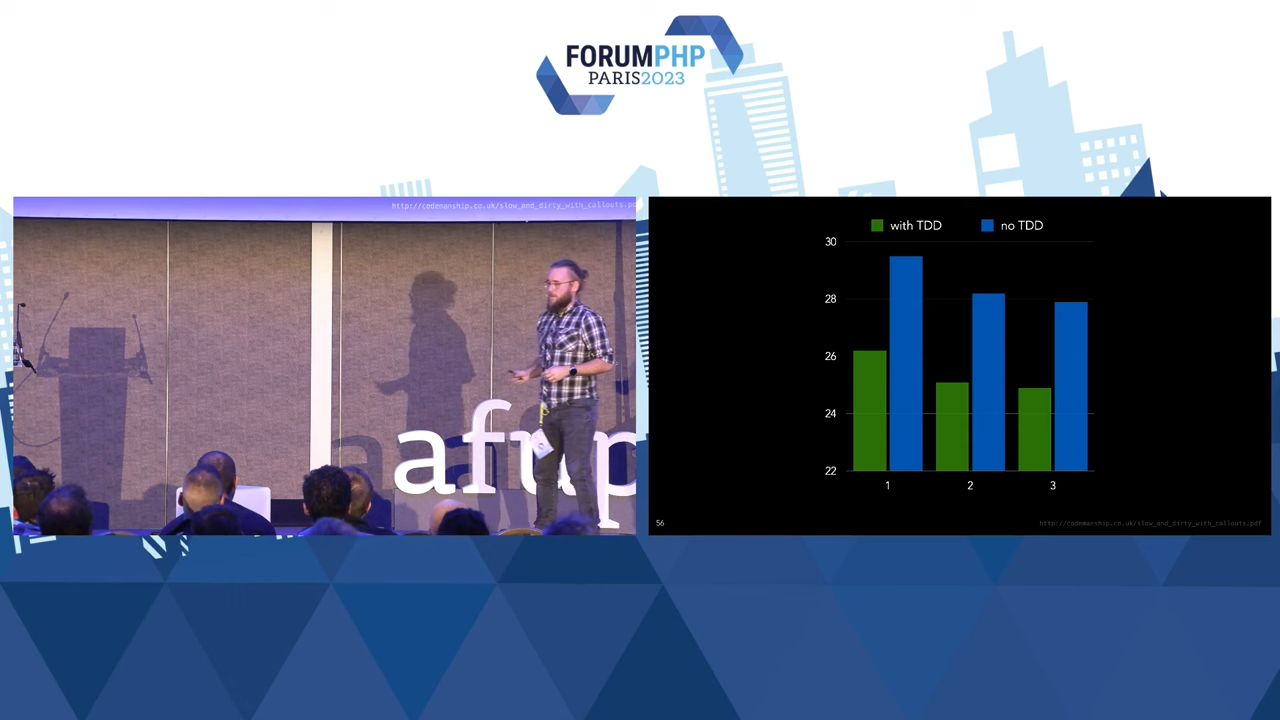 FORUMPHP
PARIS2023
http://codemanship.co.uk/slow_and_dirty_with_callouts.pd
afup
with TDD
no TDD
30
28
26
24
22
1
2
3
56
http://codemanship.co.uk/slow_and_dirty_with_callouts.pdf